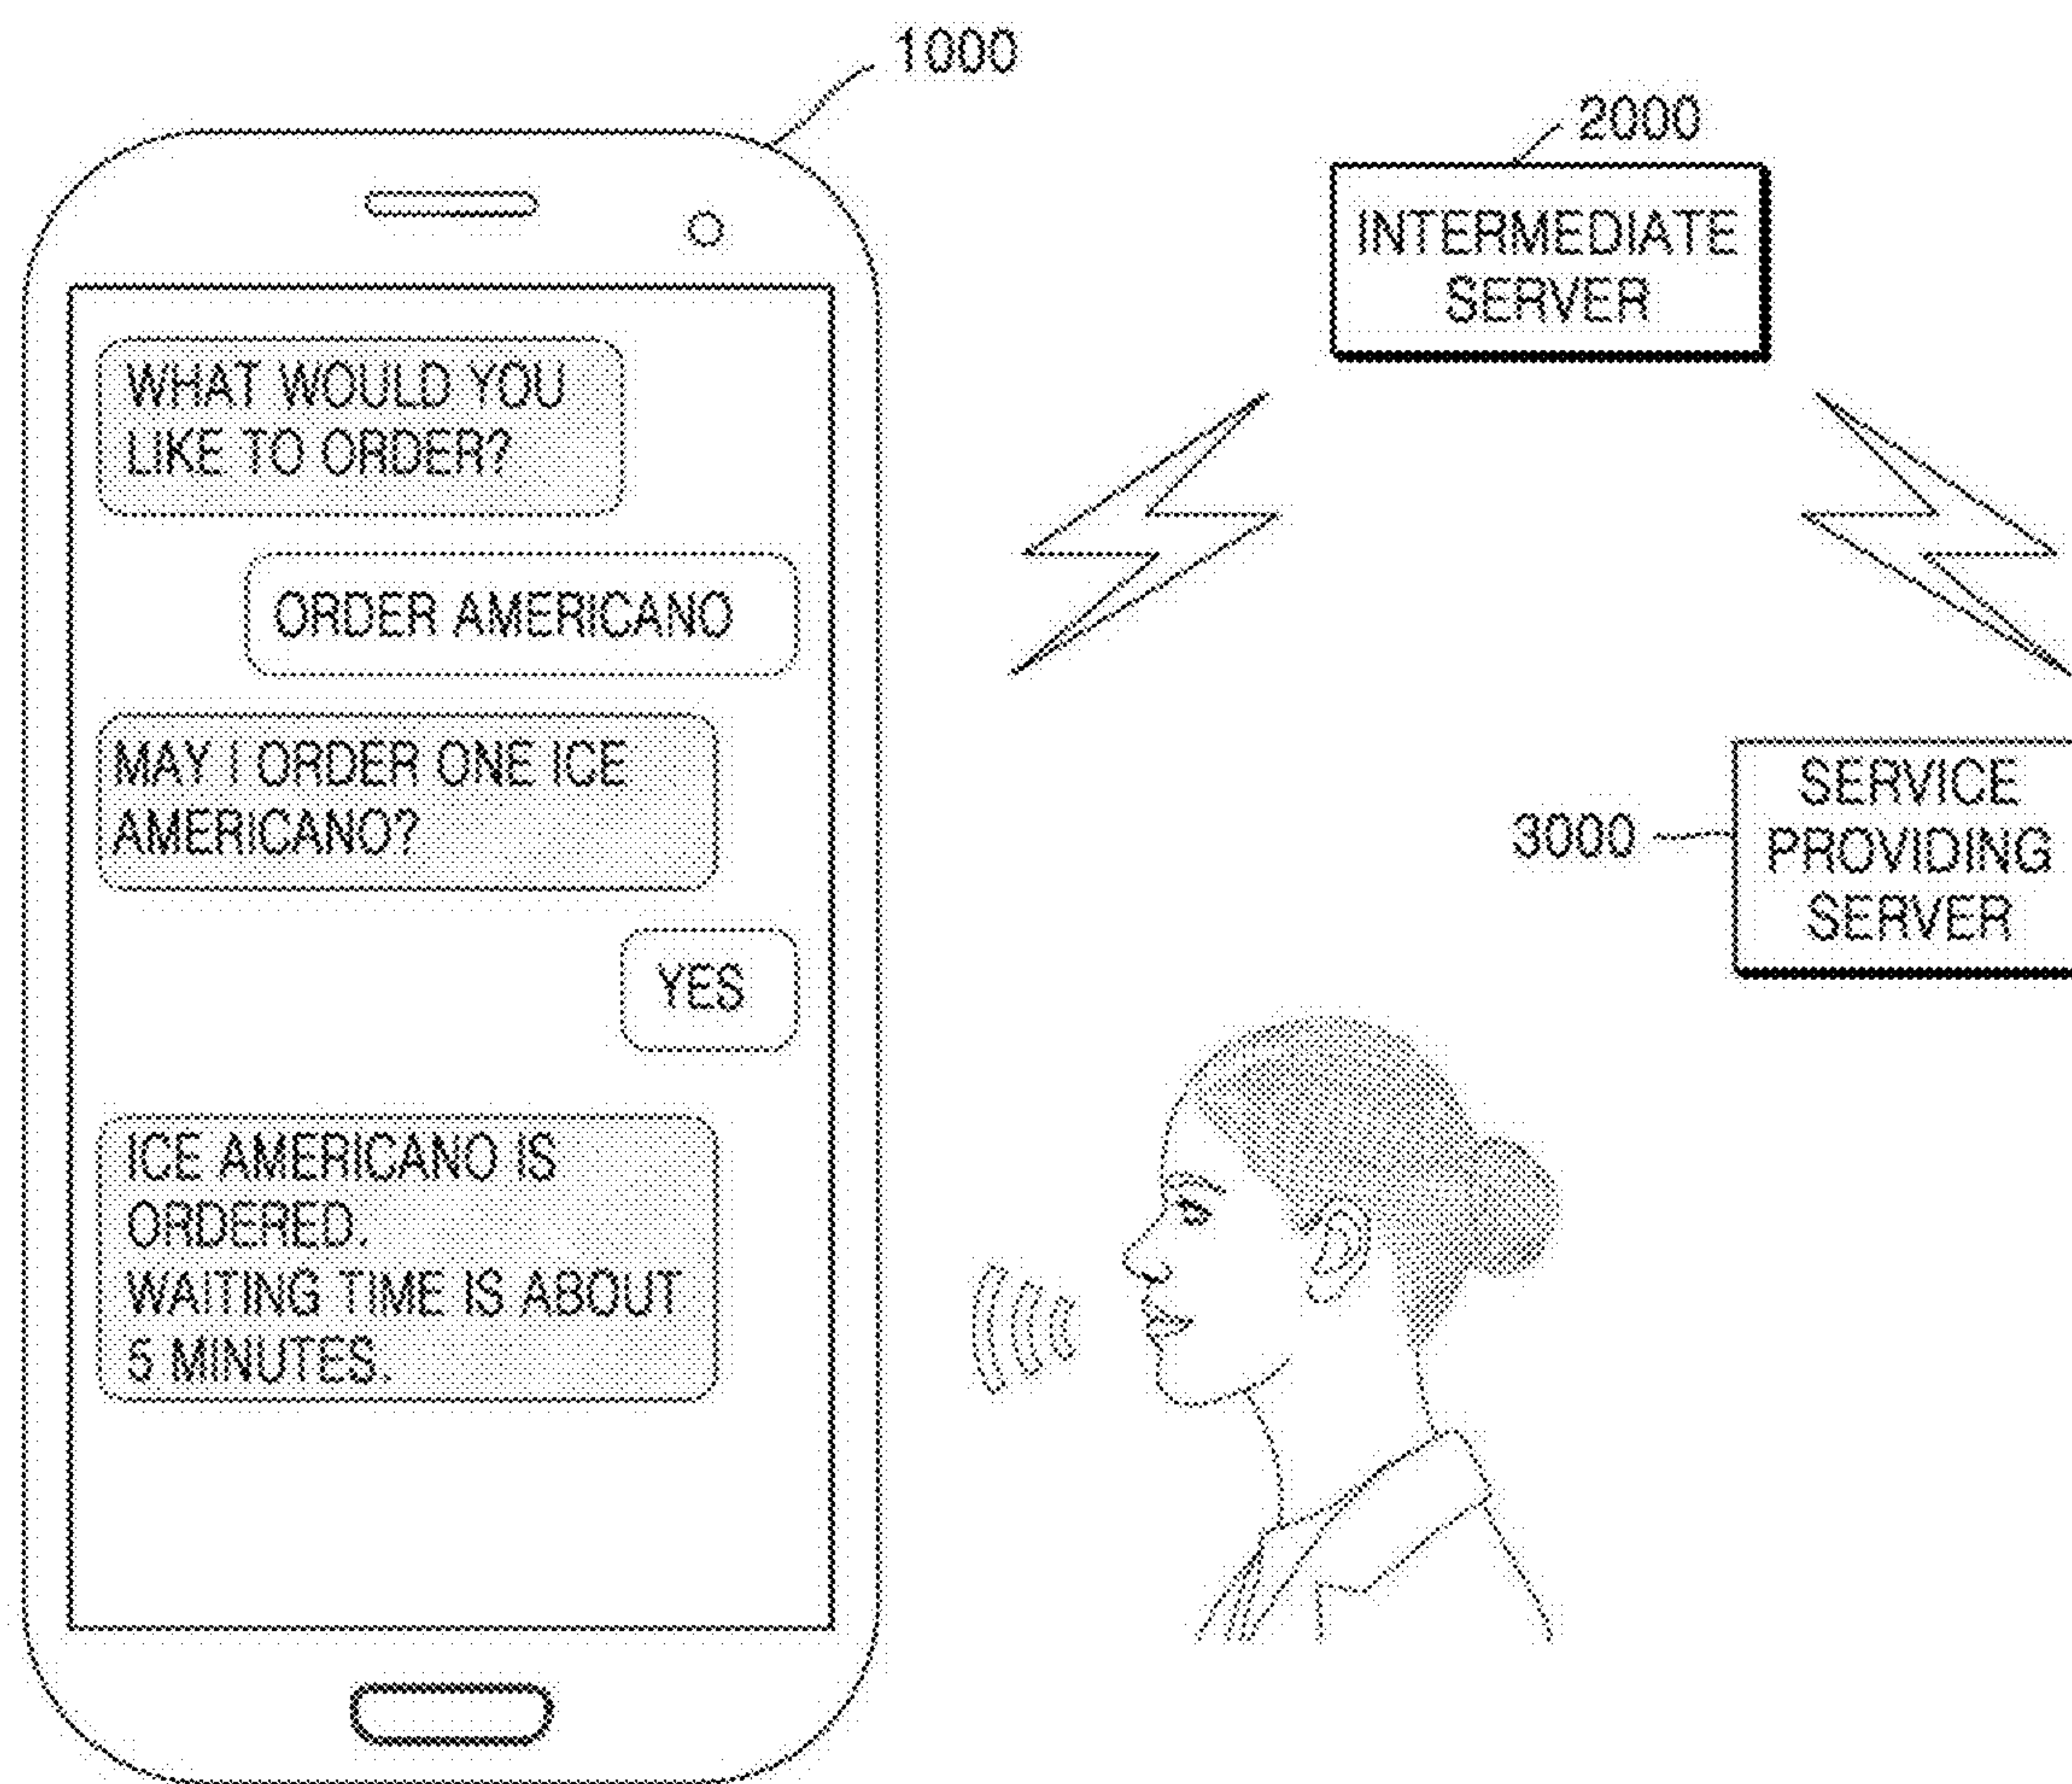 1000
WHAT WOULD YOU
LIKE TO ORDER?
ORDER AMERICANO
MAY I ORDER ONE ICE
AMERICANO?
YES
ICE AMERICANO IS
ORDERED.
WAITING TIME IS ABOUT
5 MINUTES.
2000
INTERMEDIATE
SERVER
3000
SERVICE
PROVIDING
SERVER